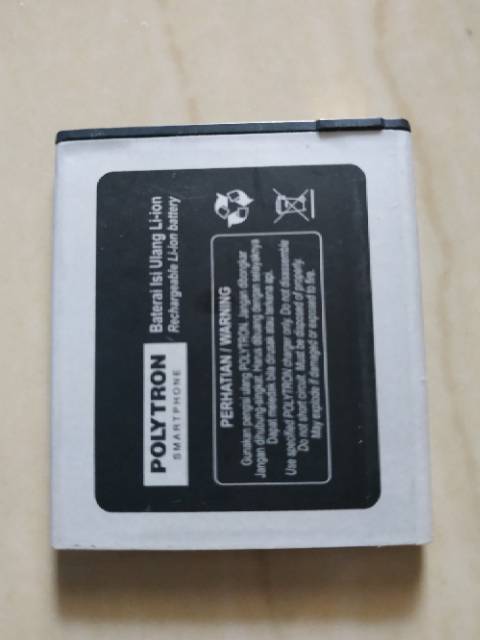 POLYTRON
SMARTPHONE
Baterai Isi Ulang Li-ion
Rechargeable Li-ion battery
PERHATIAN / WARNING
Gunakan pengisi ulang POLYTRON. Jangan dibongkar
Jangan dihubung-singkat. Harus dibuang dengan selayaknya
Dapat meledak bila dirusak atau terkena api.
Use specified POLYTRON charger only. Do not disassemble
Do not short circuit. Must be disposed of properly.
May explode if damaged or exposed to fire.